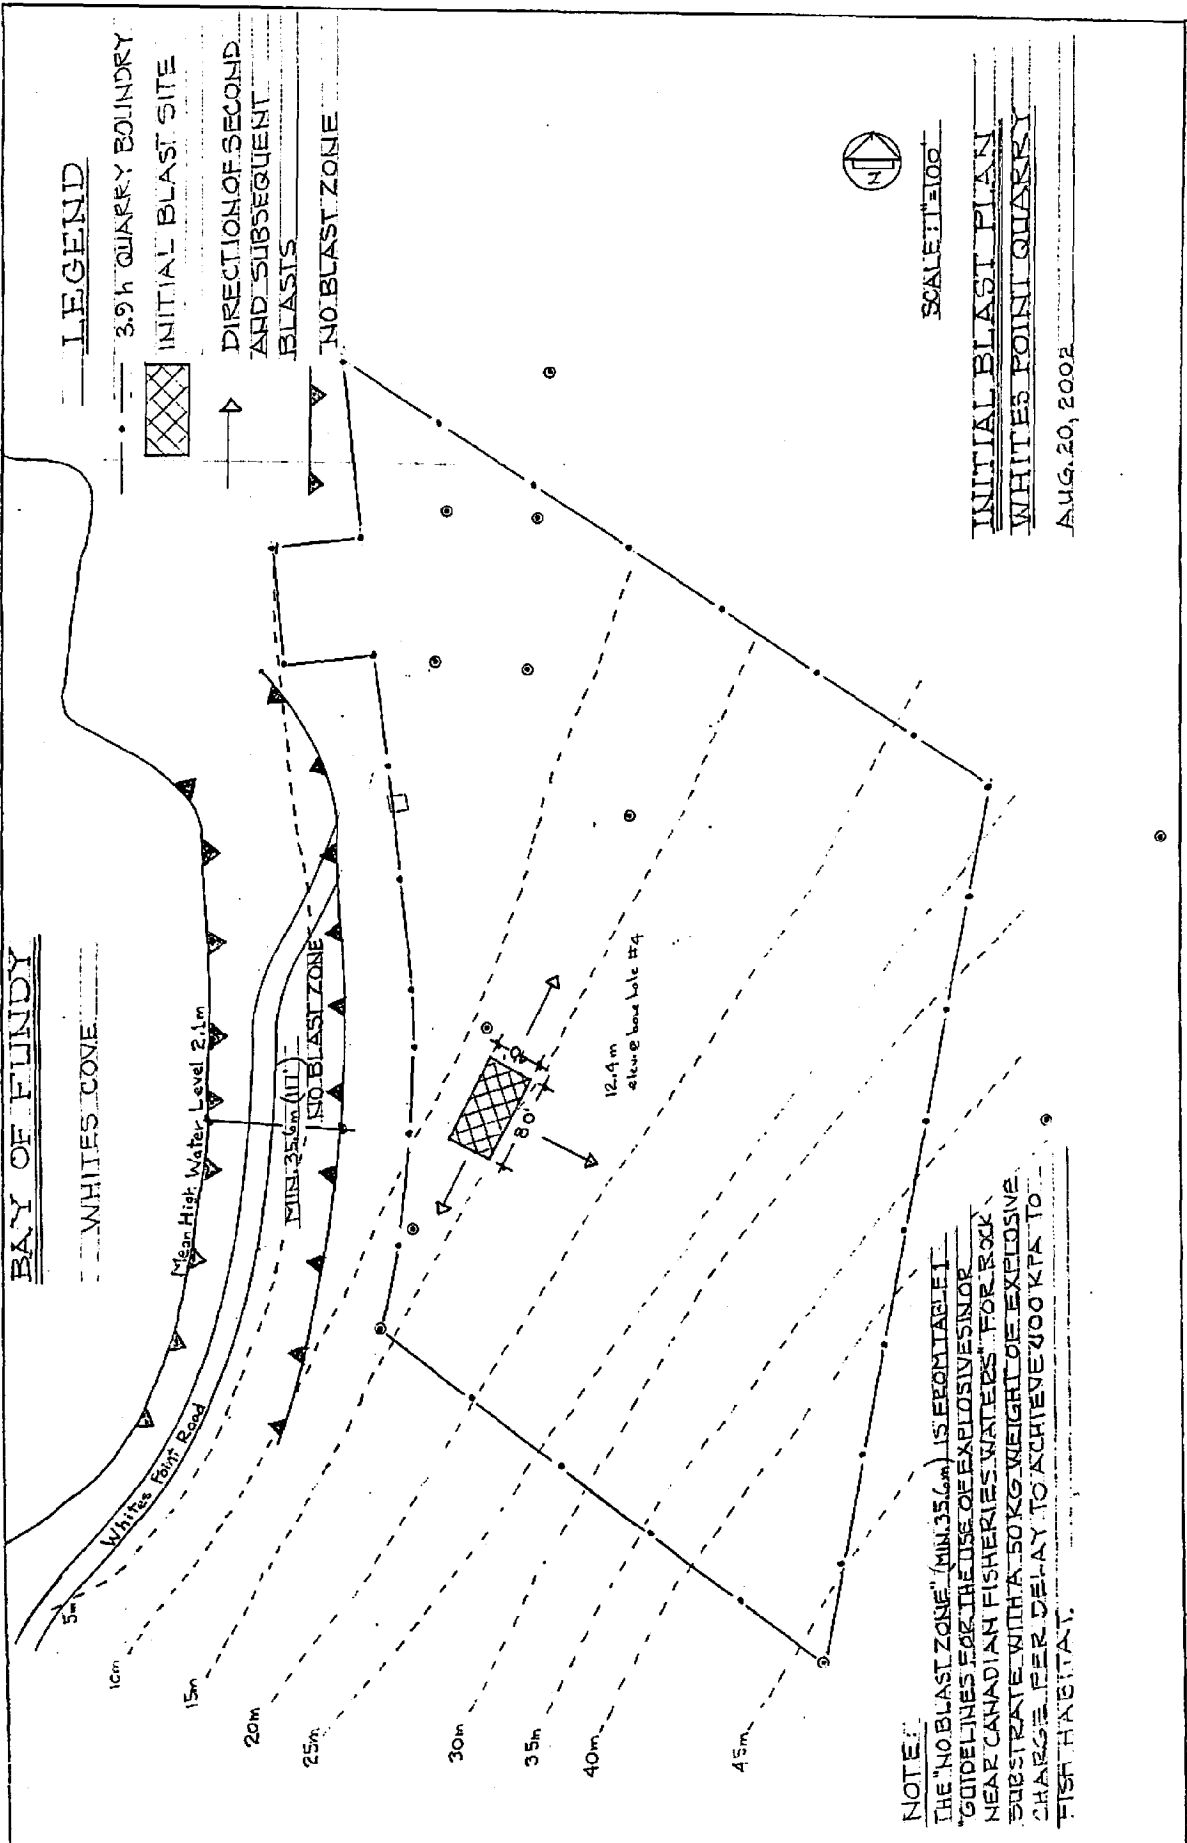 BAY OF FUNDY
WHITES COVE
LEGEND
3.9h QUARRY BOUNDRY
INITIAL BLAST SITE
DIRECTION OF SECOND
AND SUBSEQUENT
BLASTS
NO BLAST ZONE
Mean High Water Level 2.1m
Whites Point Road
MIN. 35.6m (117')
NO BLAST ZONE
5m
10m
15m
20m
25m
30m
35m
40m
45m
40'
80'
12.4m
elev @ bore hole #4
N
SCALE: 1"=100'
INITIAL BLAST PLAN
WHITES POINT QUARRY
AUG. 20, 2002
NOTE:
THE "NO BLAST ZONE" (MIN. 35.6m) IS FROM TABLE 1
"GUIDELINES FOR THE USE OF EXPLOSIVES IN OR
NEAR CANADIAN FISHERIES WATERS" FOR ROCK
SUBSTRATE WITH A 50KG WEIGHT OF EXPLOSIVE
CHARGE PER DELAY TO ACHIEVE 100 KPA TO
FISH HABITAT.